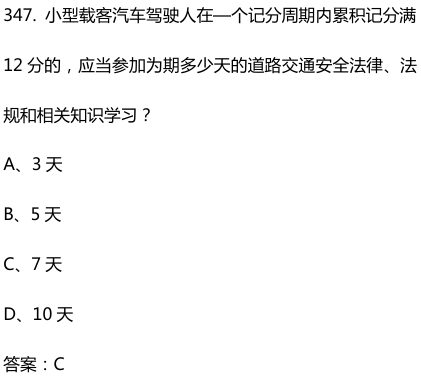 347. 小型载客汽车驾驶人在一个记分周期内累积记分满
12 分的，应当参加为期多少天的道路交通安全法律、法
规和相关知识学习？
A、3 天
B、5 天
C、7 天
D、10 天
答案：C